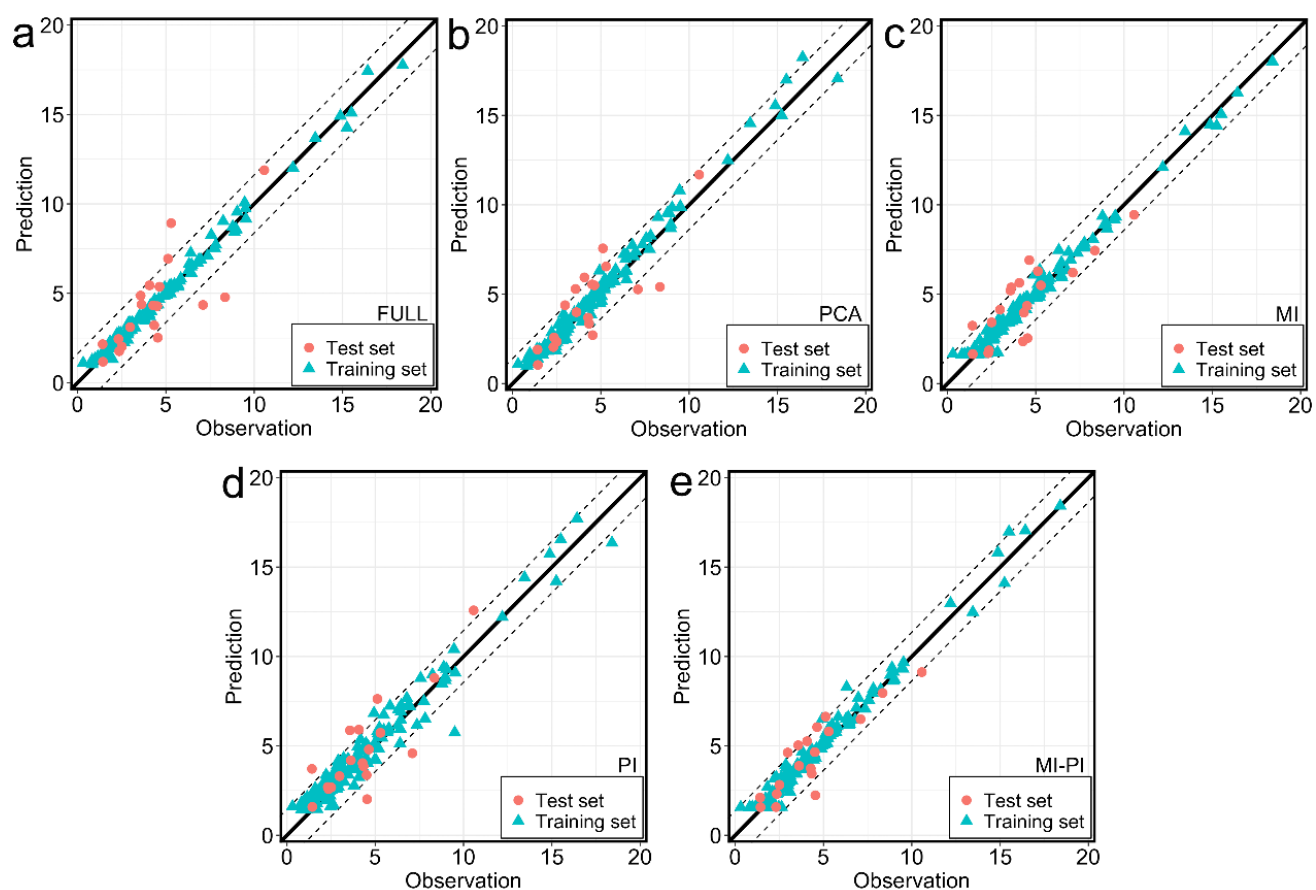 a
20
15
10
5
0
Prediction
FULL
Test set
Training set
0 5 10 15 20
Observation
b
20
15
10
5
0
Prediction
PCA
Test set
Training set
0 5 10 15 20
Observation
c
20
15
10
5
0
Prediction
MI
Test set
Training set
0 5 10 15 20
Observation
d
20
15
10
5
0
Prediction
PI
Test set
Training set
0 5 10 15 20
Observation
e
20
15
10
5
0
Prediction
MI-PI
Test set
Training set
0 5 10 15 20
Observation